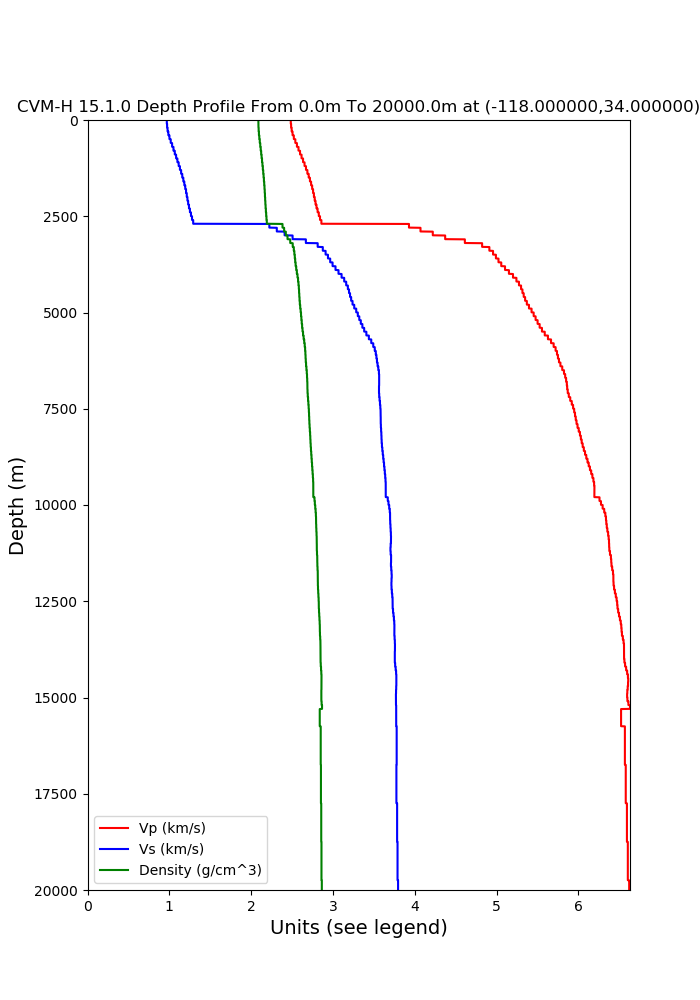 CVM-H 15.1.0 Depth Profile From 0.0m To 20000.0m at (-118.000000,34.000000)
0
2500
5000
7500
10000
12500
15000
17500
20000
Depth (m)
Vp (km/s)
Vs (km/s)
Density (g/cm^3)
0 1 2 3 4 5 6
Units (see legend)